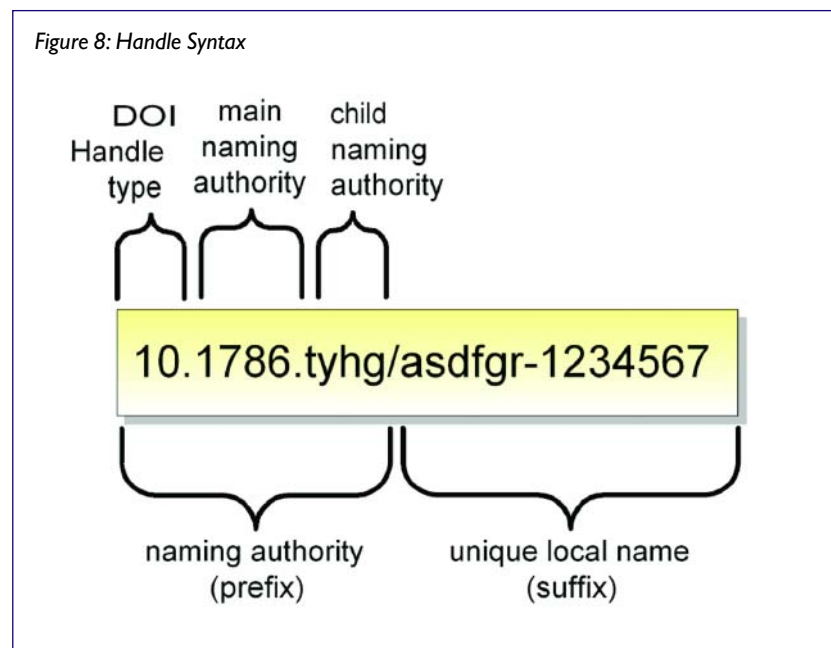 Figure 8: Handle Syntax
DOI
Handle
type
main
naming
authority
child
naming
authority
10.1786.tyhg/asdfgr-1234567
naming authority
(prefix)
unique local name
(suffix)